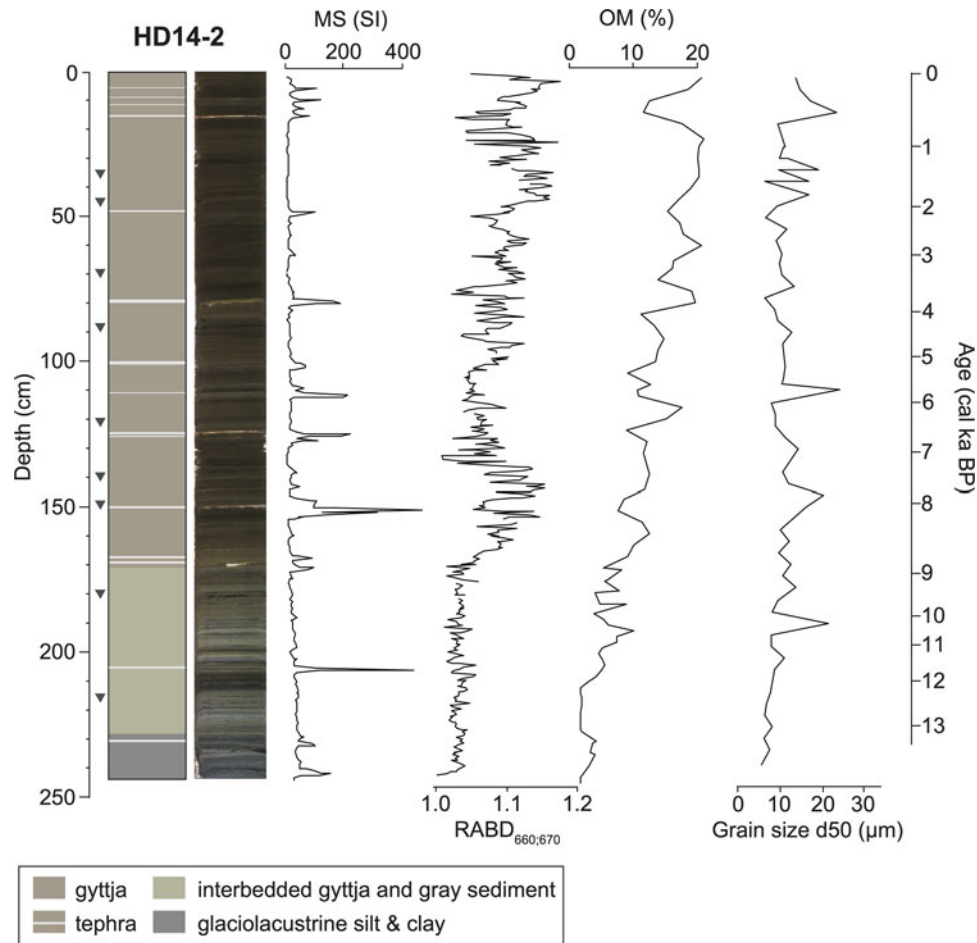 HD14-2
MS (SI)
0 200 400
OM (%)
0 10 20
Depth (cm)
0
50
100
150
200
250
Age (cal ka BP)
0
1
2
3
4
5
6
7
8
9
10
11
12
13
1.0 1.1 1.2
RABD660;670
0 10 20 30
Grain size d50 (µm)
gyttja
interbedded gyttja and gray sediment
tephra
glaciolacustrine silt & clay